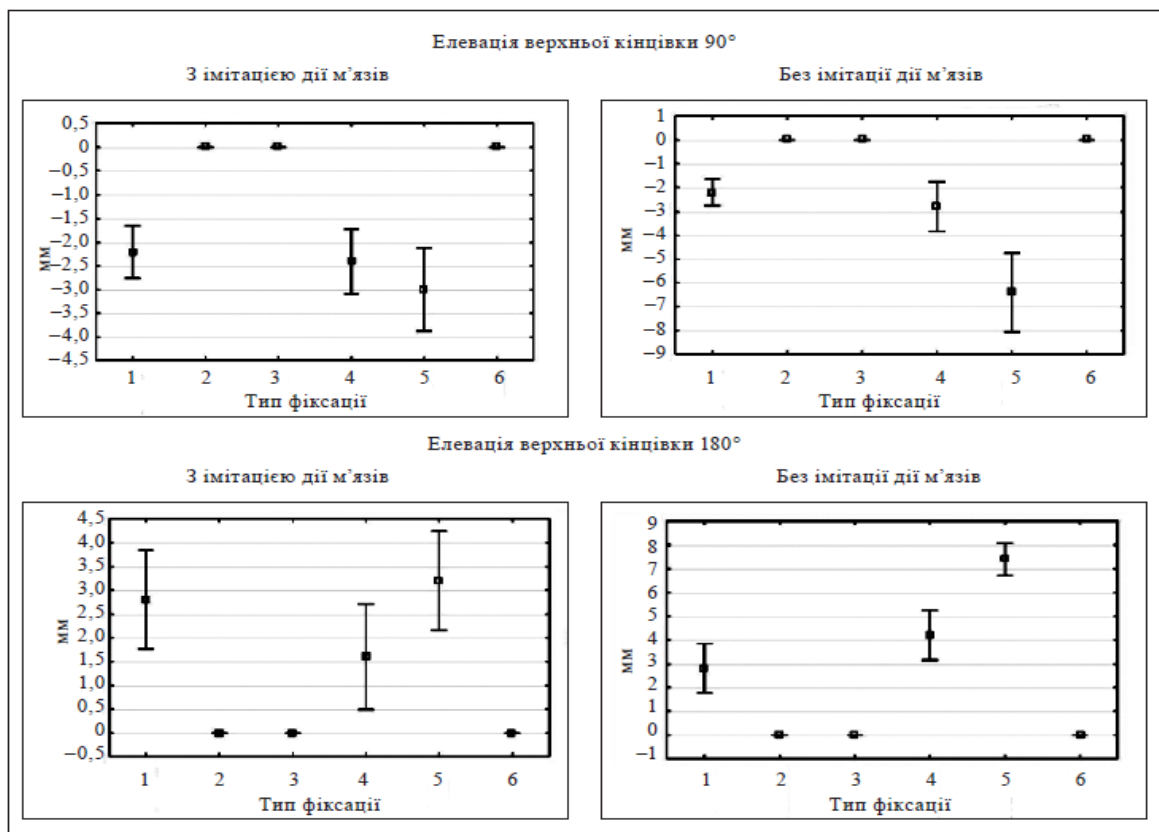 Елевація верхньої кінцівки 90°
З імітацією дії м’язів
Без імітації дії м’язів
0,5
0
−0,5
−1,0
−1,5
−2,0
−2,5
−3,0
−3,5
−4,0
−4,5
мм
1 2 3 4 5 6
Тип фіксації
1
0
−1
−2
−3
−4
−5
−6
−7
−8
−9
мм
1 2 3 4 5 6
Тип фіксації
Елевація верхньої кінцівки 180°
З імітацією дії м’язів
Без імітації дії м’язів
4,5
4,0
3,5
3,0
2,5
2,0
1,5
1,0
0,5
0
−0,5
мм
1 2 3 4 5 6
Тип фіксації
9
8
7
6
5
4
3
2
1
0
−1
мм
1 2 3 4 5 6
Тип фіксації